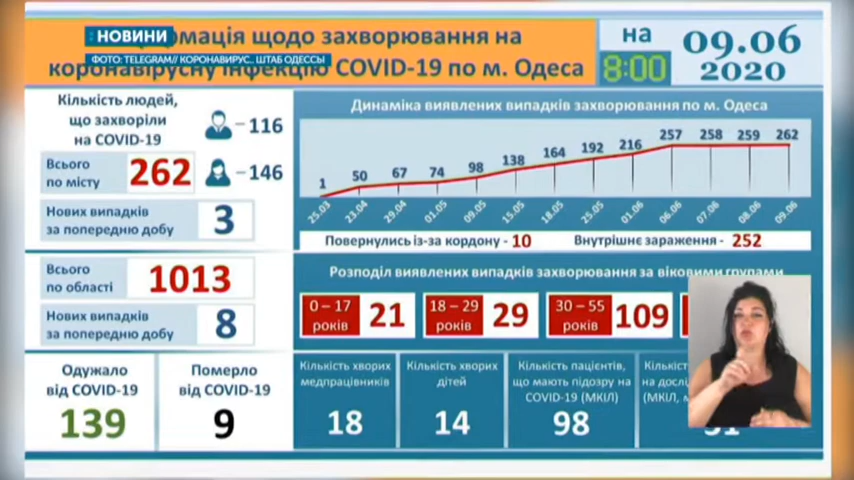 НОВИНИ
ФОТО: TELEGRAM// КОРОНАВИРУС. ШТАБ ОДЕССЫ
щодо захворювання на
коронавірусну інфекцію COVID-19 по м. Одеса
на
8:00
09.06
2020
Кількість людей,
що захворіли
на COVID-19
–116
–146
Всього
по місту
262
Нових випадків
за попередню добу
3
Всього
по області
1013
Нових випадків
за попередню добу
8
Динаміка виявлених випадків захворювання по м. Одеса
1 50 67 74 98 138 164 192 216 257 258 259 262
25.03 23.04 29.04 01.05 09.05 15.05 18.05 25.05 01.06 06.06 07.06 08.06 09.06
Повернулись із-за кордону - 10
Внутрішнє зараження - 252
Розподіл виявлених випадків захворювання за віковими групами
0 – 17
років
21
18 – 29
років
29
30 – 55
років
109
Одужало
від COVID-19
139
Померло
від COVID-19
9
Кількість хворих
медпрацівників
18
Кількість хворих
дітей
14
Кількість пацієнтів,
що мають підозру на
COVID-19 (МКІЛ)
98
на
(МКІЛ,